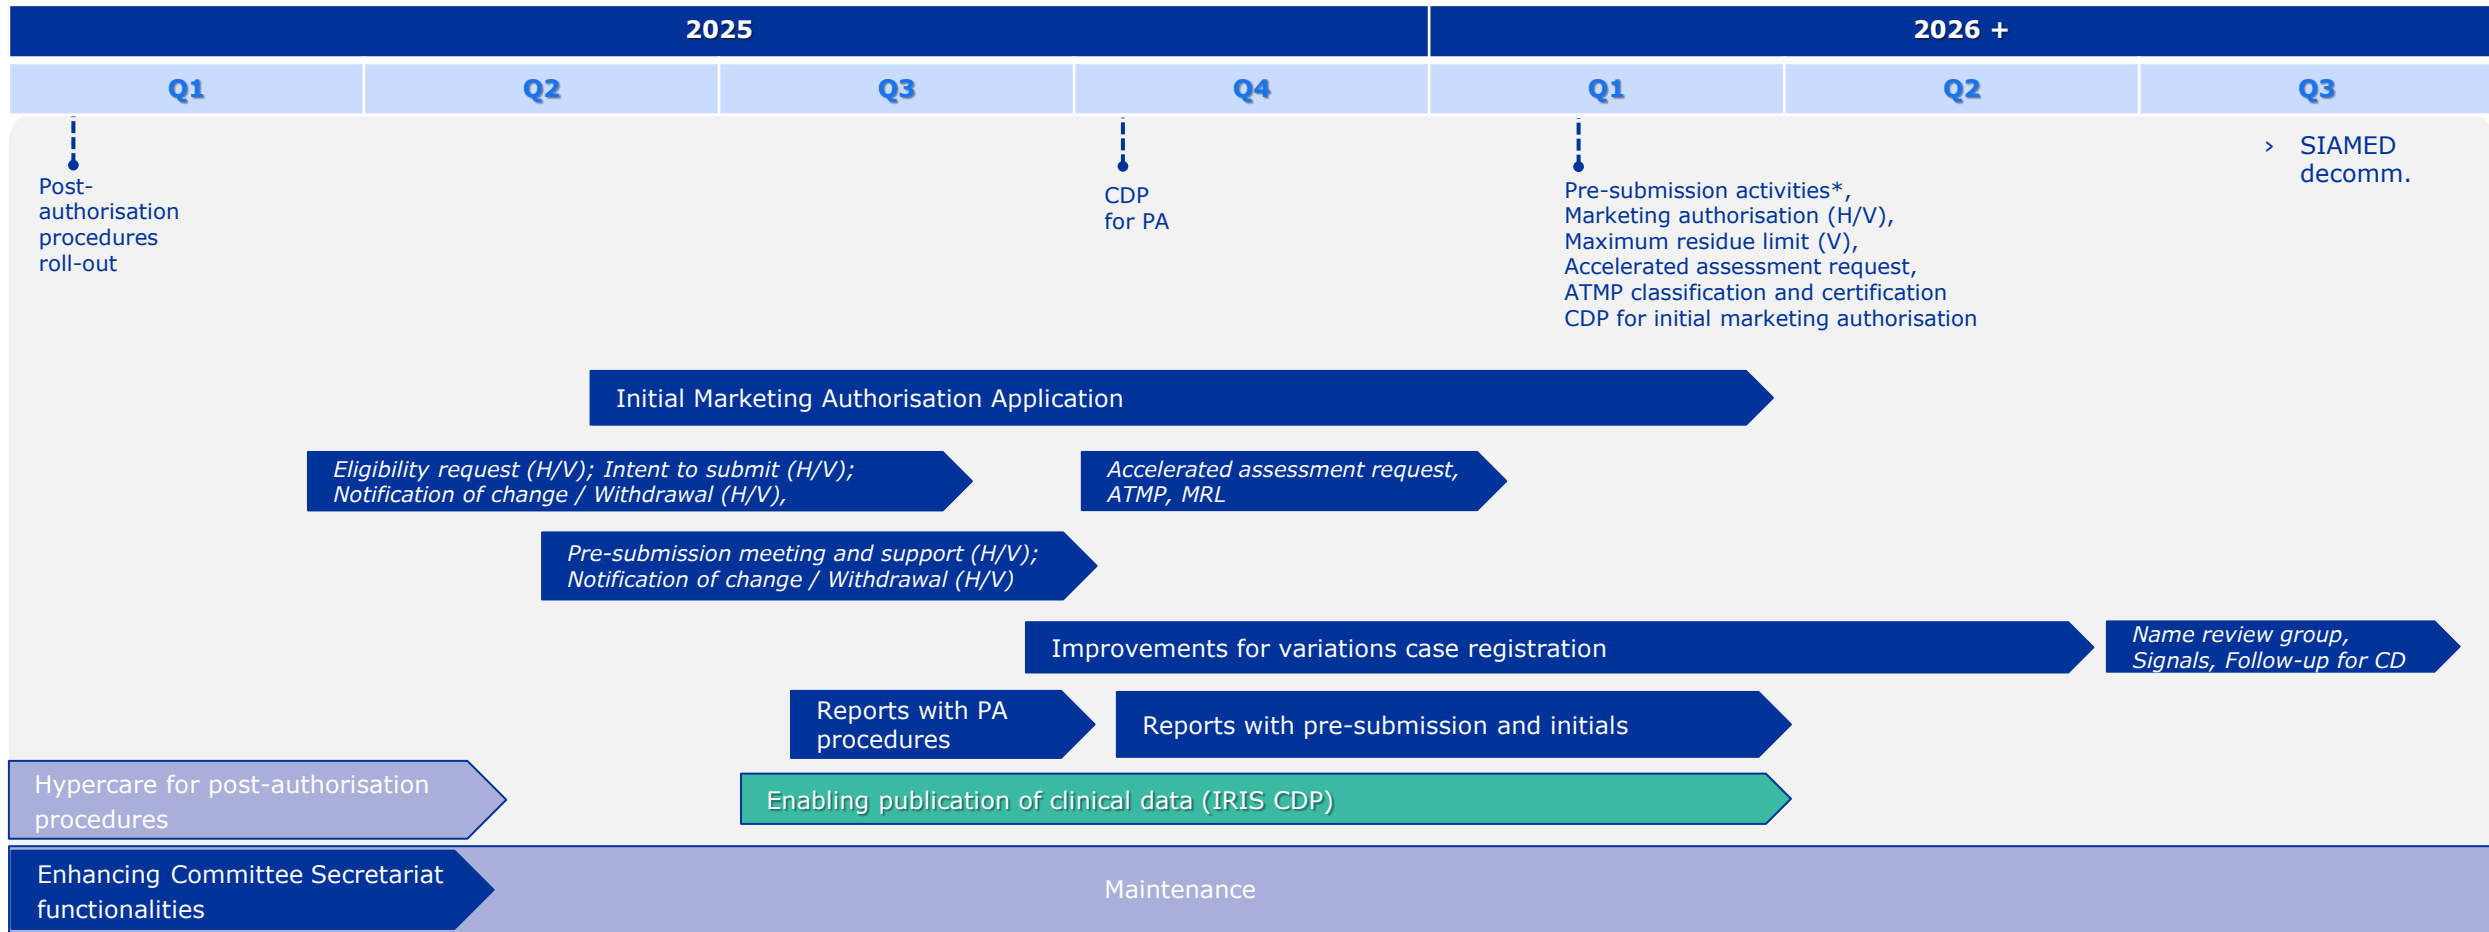 2025
2026 +
Q1
Q2
Q3
Q4
Q1
Q2
Q3
Post-
authorisation
procedures
roll-out
CDP
for PA
Pre-submission activities*,
Marketing authorisation (H/V),
Maximum residue limit (V),
Accelerated assessment request,
ATMP classification and certification
CDP for initial marketing authorisation
› SIAMED
decomm.
Initial Marketing Authorisation Application
Eligibility request (H/V); Intent to submit (H/V);
Notification of change / Withdrawal (H/V),
Accelerated assessment request,
ATMP, MRL
Pre-submission meeting and support (H/V);
Notification of change / Withdrawal (H/V)
Improvements for variations case registration
Name review group,
Signals, Follow-up for CD
Reports with PA
procedures
Reports with pre-submission and initials
Hypercare for post-authorisation
procedures
Enabling publication of clinical data (IRIS CDP)
Enhancing Committee Secretariat
functionalities
Maintenance